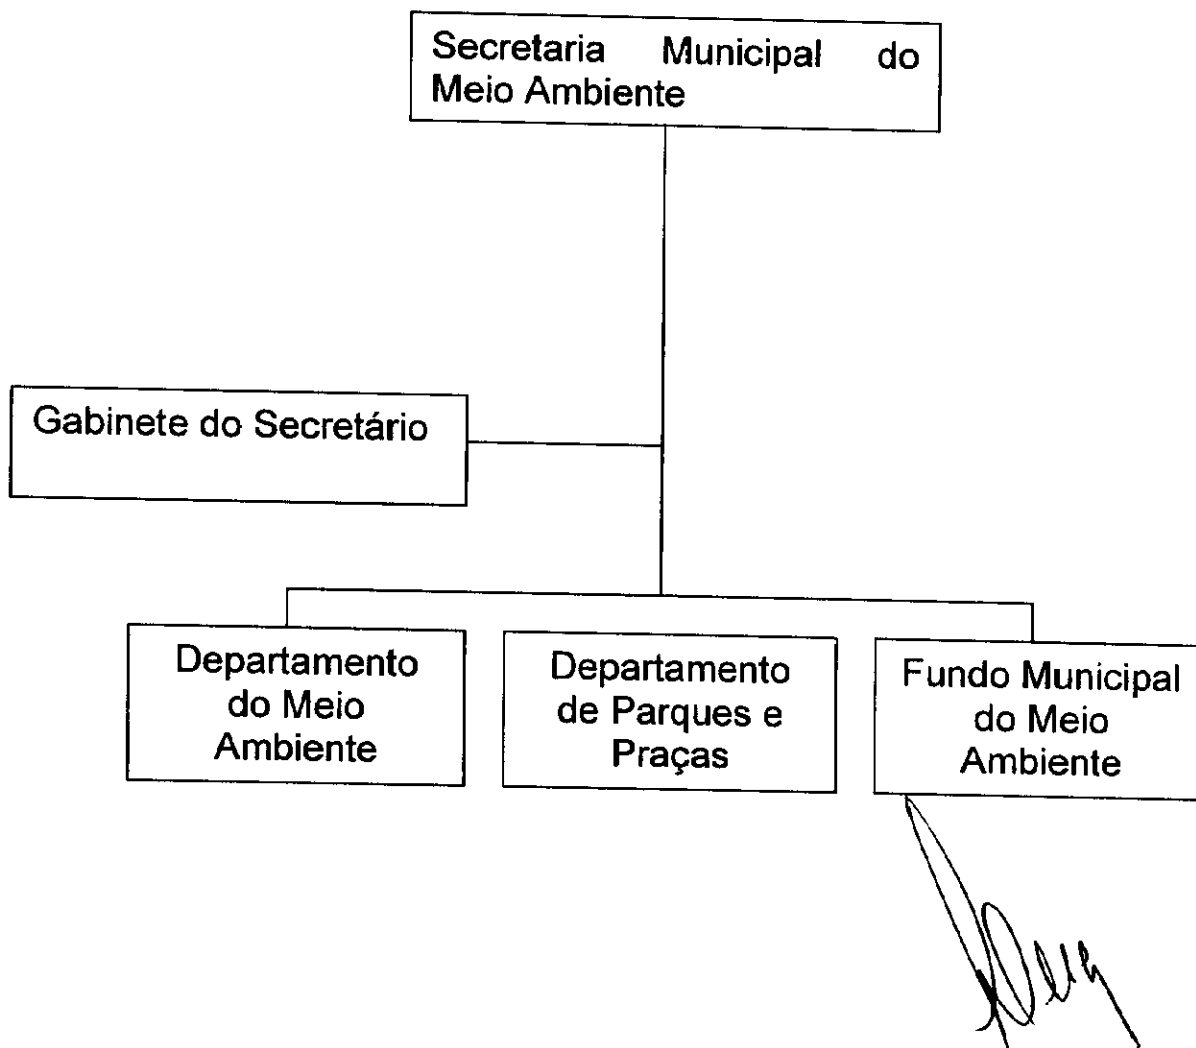 Secretaria Municipal do
Meio Ambiente
Gabinete do Secretário
Departamento
do Meio
Ambiente
Departamento
de Parques e
Praças
Fundo Municipal
do Meio
Ambiente